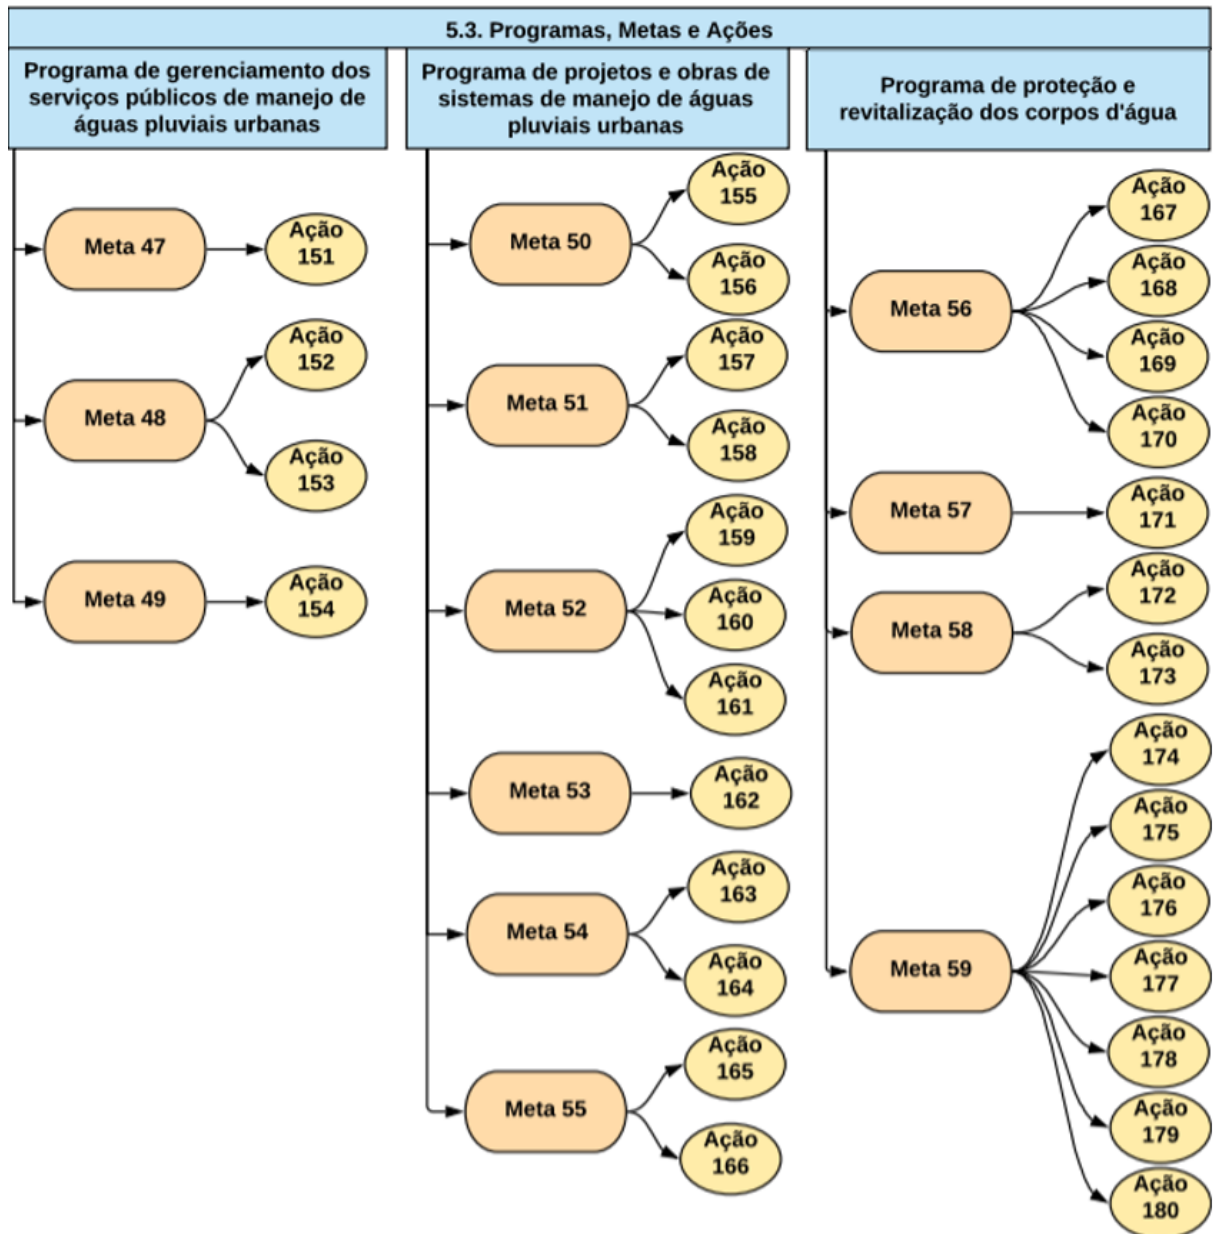 5.3. Programas, Metas e Ações
Programa de gerenciamento dos
serviços públicos de manejo de
águas pluviais urbanas
Meta 47
Ação
151
Meta 48
Ação
152
Ação
153
Meta 49
Ação
154
Programa de projetos e obras de
sistemas de manejo de águas
pluviais urbanas
Meta 50
Ação
155
Ação
156
Meta 51
Ação
157
Ação
158
Meta 52
Ação
159
Ação
160
Ação
161
Meta 53
Ação
162
Meta 54
Ação
163
Ação
164
Meta 55
Ação
165
Ação
166
Programa de proteção e
revitalização dos corpos d'água
Meta 56
Ação
167
Ação
168
Ação
169
Ação
170
Meta 57
Ação
171
Meta 58
Ação
172
Ação
173
Meta 59
Ação
174
Ação
175
Ação
176
Ação
177
Ação
178
Ação
179
Ação
180